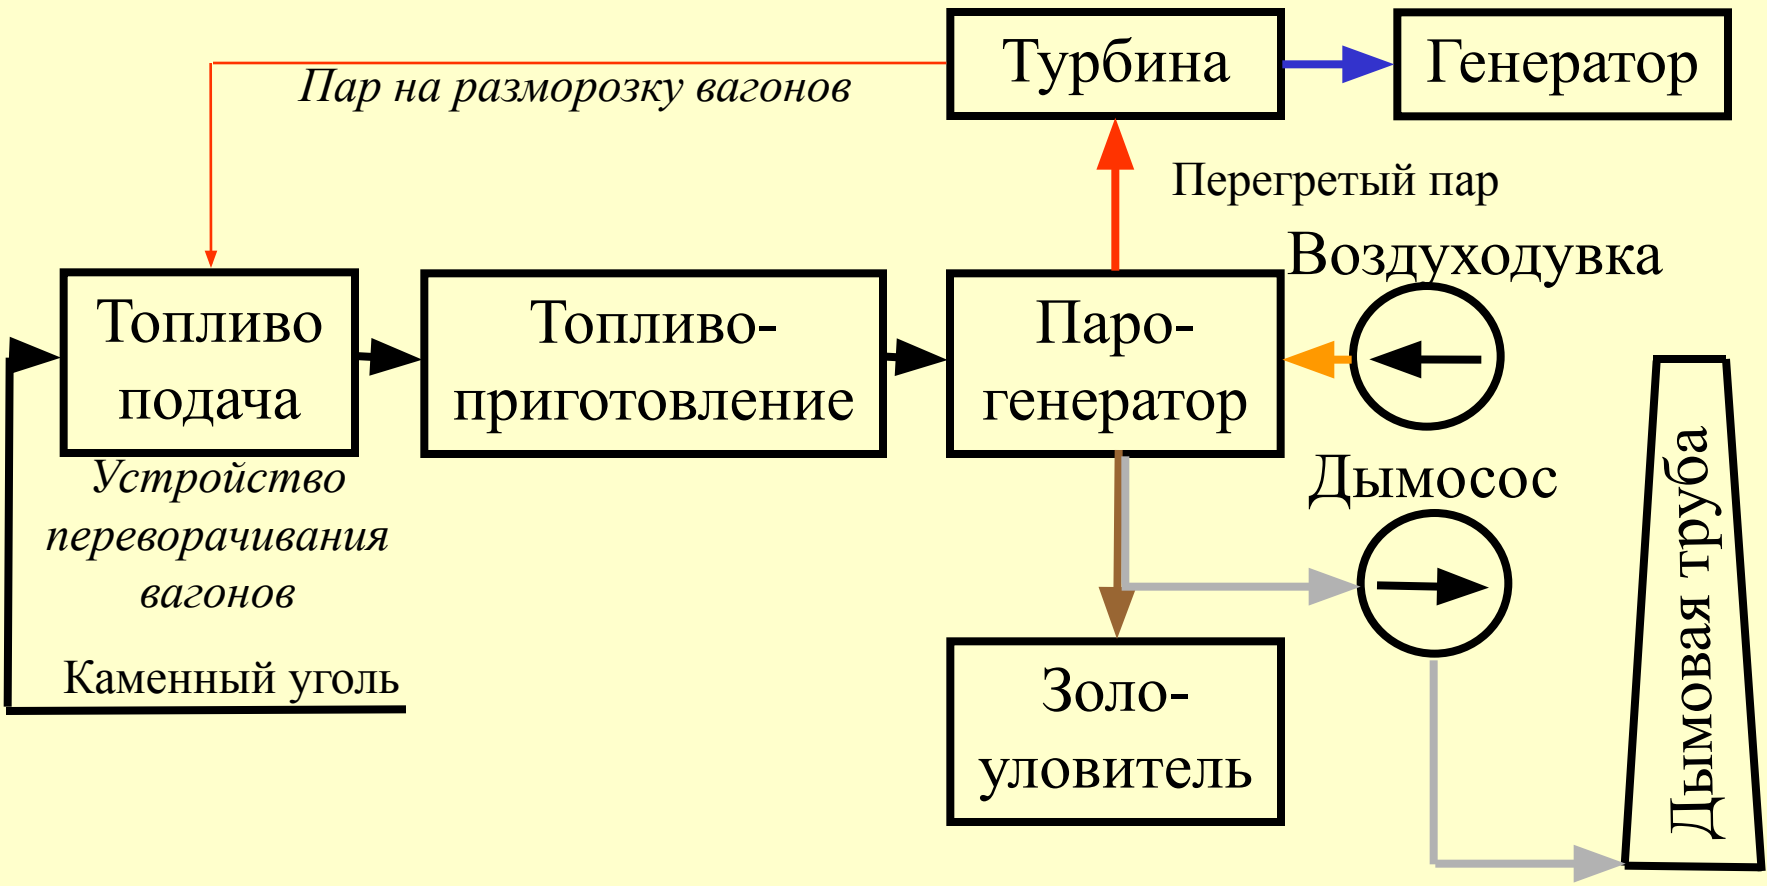 Турбина
Генератор
Пар на разморозку вагонов
Перегретый пар
Воздуходувка
Топливо
подача
Топливо-
приготовление
Паро-
генератор
Устройство
переворачивания
вагонов
Дымосос
Дымовая труба
Каменный уголь
Золо-
уловитель